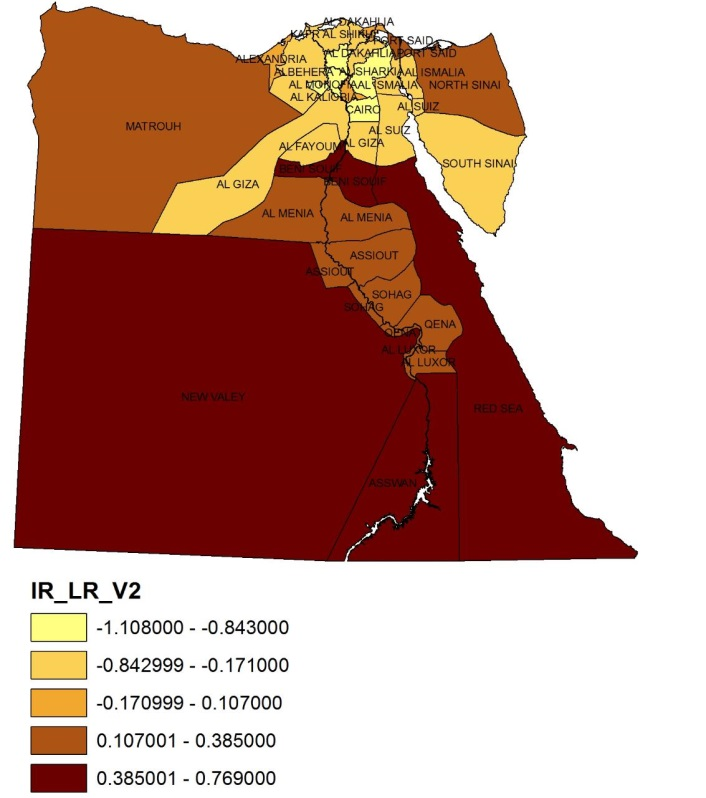 AL DAKAHLIA
KAFR AL SHIKH
PORT SAID
AL DAKAHLIA
PORT SAID
ALEXANDRIA
AL BEHERA
AL SHARKIA
AL ISMALIA
AL MONOFIA
AL ISMALIA
NORTH SINAI
AL KALIOBIA
CAIRO
AL SUIZ
MATROUH
AL SUIZ
AL FAYOUM
AL GIZA
SOUTH SINAI
BENI SOUIF
AL GIZA
BENI SOUIF
AL MENIA
AL MENIA
ASSIOUT
ASSIOUT
SOHAG
SOHAG
QENA
QENA
AL LUXOR
AL LUXOR
NEW VALEY
RED SEA
ASSWAN
IR_LR_V2
-1.108000 - -0.843000
-0.842999 - -0.171000
-0.170999 - 0.107000
0.107001 - 0.385000
0.385001 - 0.769000